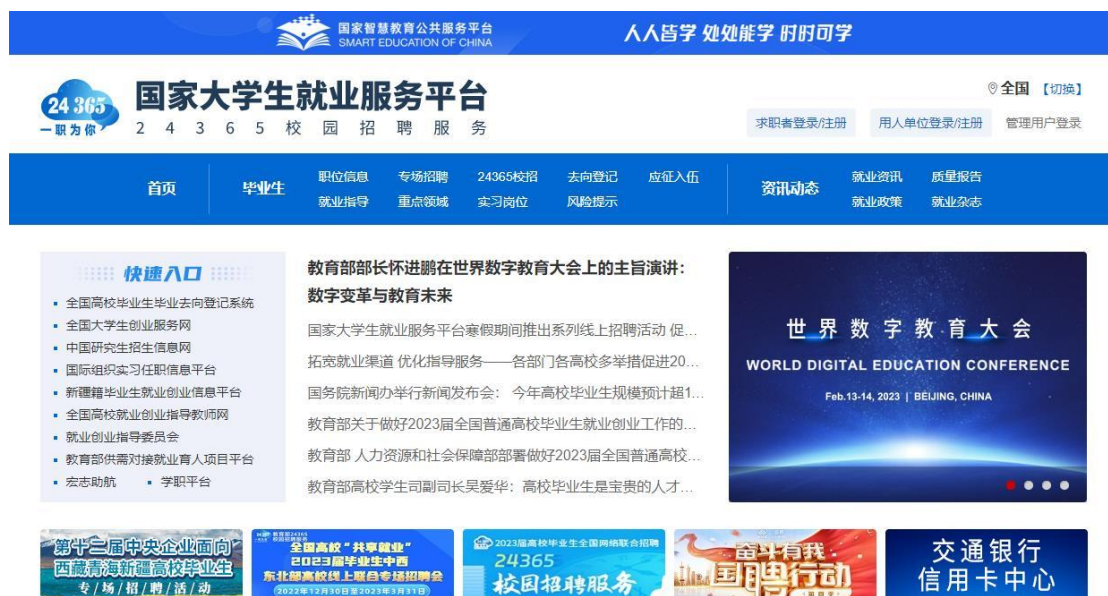 国家智慧教育公共服务平台
SMART EDUCATION OF CHINA
人人皆学 处处能学 时时可学
24 365
一职为你
国家大学生就业服务平台
24365校园招聘服务
全国 【切换】
求职者登录/注册 用人单位登录/注册 管理用户登录
首页 毕业生
职位信息 专场招聘 24365校招 去向登记 应征入伍
就业指导 重点领域 实习岗位 风险提示
资讯动态
就业资讯 质量报告
就业政策 就业杂志
快速入口
全国高校毕业生毕业去向登记系统
全国大学生创业服务网
中国研究生招生信息网
国际组织实习任职信息平台
新疆籍毕业生就业创业信息平台
全国高校就业创业指导教师网
就业创业指导委员会
教育部供需对接就业育人项目平台
宏志助航 学职平台
教育部部长怀进鹏在世界数字教育大会上的主旨演讲：
数字变革与教育未来
国家大学生就业服务平台寒假期间推出系列线上招聘活动 促...
拓宽就业渠道 优化指导服务——各部门各高校多举措促进20...
国务院新闻办举行新闻发布会： 今年高校毕业生规模预计超1...
教育部关于做好2023届全国普通高校毕业生就业创业工作的...
教育部 人力资源和社会保障部部署做好2023届全国普通高校...
教育部高校学生司副司长吴爱华：高校毕业生是宝贵的人才...
世界数字教育大会
WORLD DIGITAL EDUCATION CONFERENCE
Feb.13-14, 2023 | BEIJING, CHINA
第十三届中央企业面向
西藏青海新疆高校毕业生
专/场/招/聘/活/动
全国高校“共享就业”
2023届毕业生中西
东北部高校线上联合专场招聘会
(2022年12月30日至2023年3月31日)
2023届高校毕业生全国网络联合招聘
24365
校园招聘服务
奋斗有我
国聘行动
交通银行
信用卡中心